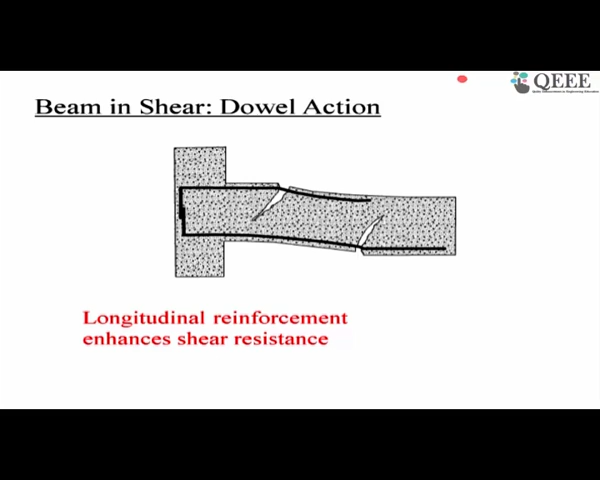 QEEE
Beam in Shear: Dowel Action
Longitudinal reinforcement
enhances shear resistance